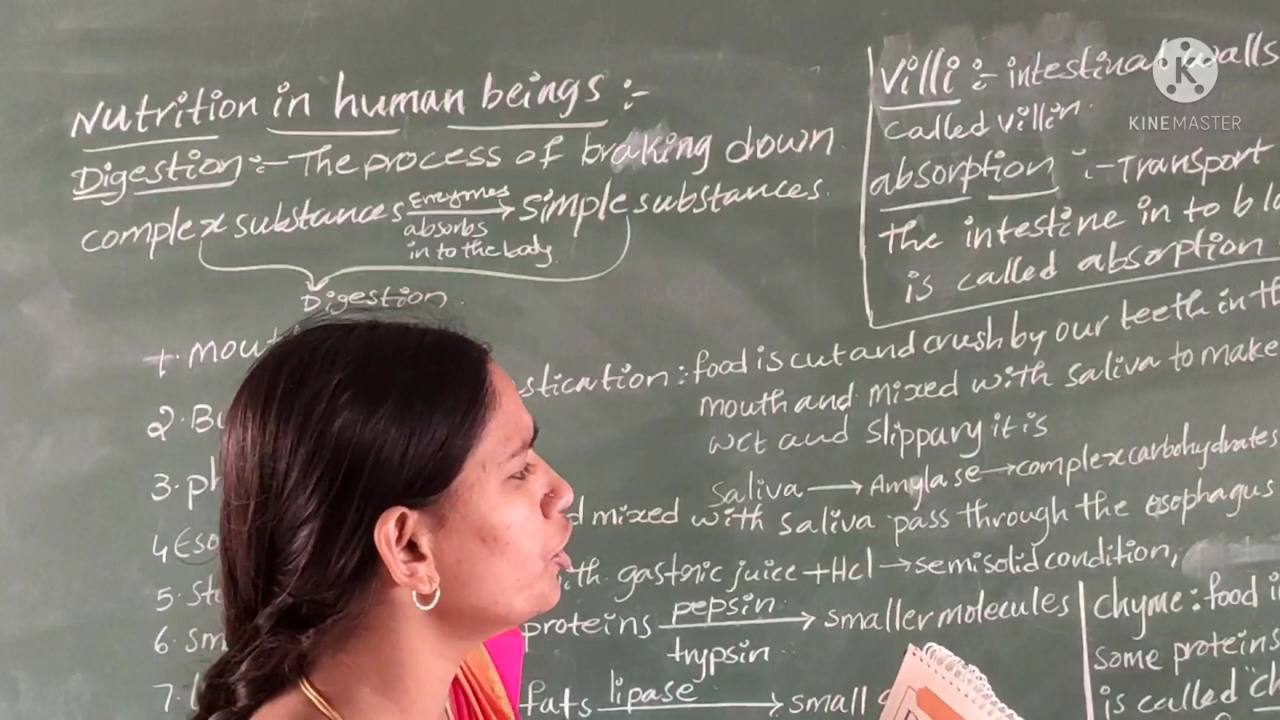 Nutrition in human beings :-
Digestion :- The process of braking down
complex substances Enzymes simple substances.
absorbs
in to the body
Digestion
1. Mouth
2. Bu
3. ph
4 Eso
5. Sto
6. Sm
7. l
Villi :- intestinal walls
called villin
absorption :- Transport
the intestine in to blo
is called absorption
stication : food is cut and crush by our teeth in th
mouth and mixed with saliva to make
wet and slippary it is
Saliva → Amylase → complex carbohydrates
d mixed with saliva pass through the esophagus
ith gastric juice + Hcl → semisolid condition,
proteins pepsin → smaller molecules
trypsin
fats lipase → small
chyme : food i
some proteins
is called "ch
KINEMASTER